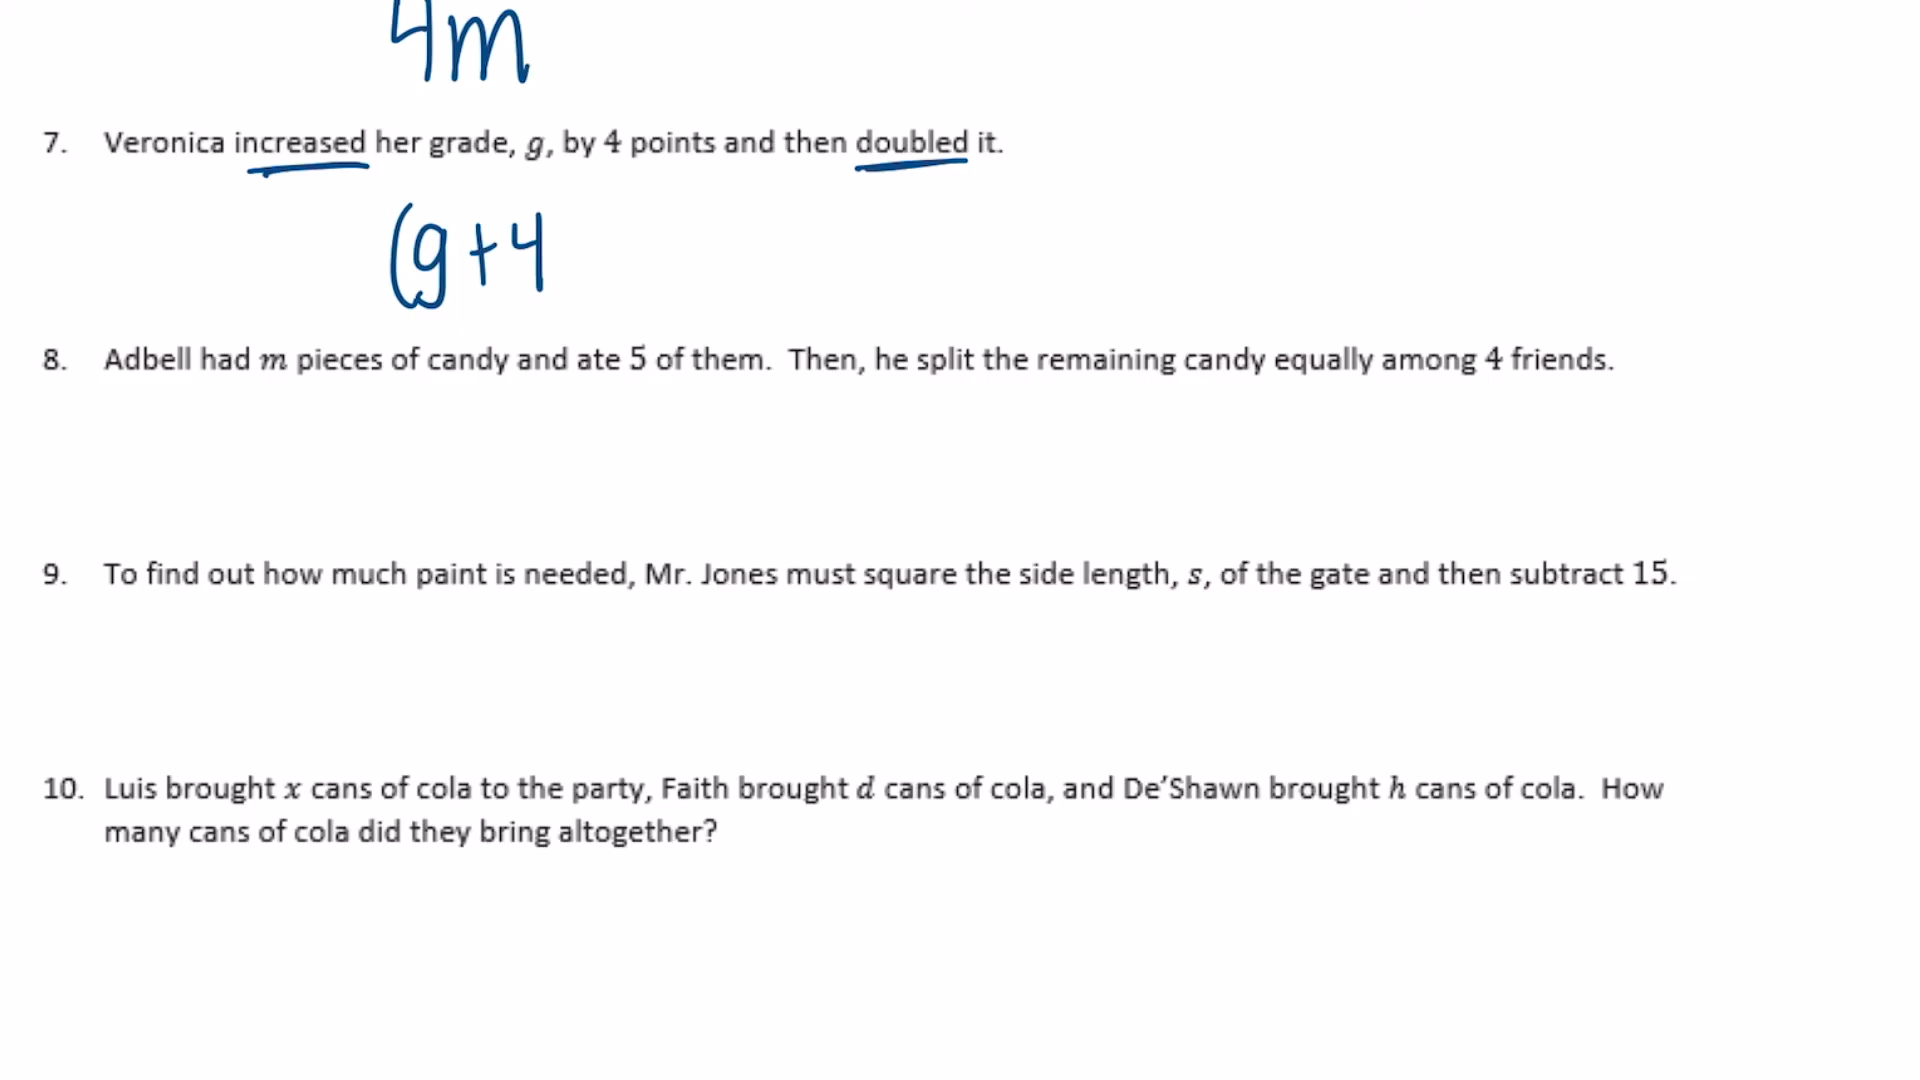 4m
7. Veronica increased her grade, g, by 4 points and then doubled it.
(g+4
8. Adbell had m pieces of candy and ate 5 of them. Then, he split the remaining candy equally among 4 friends.
9. To find out how much paint is needed, Mr. Jones must square the side length, s, of the gate and then subtract 15.
10. Luis brought x cans of cola to the party, Faith brought d cans of cola, and De’Shawn brought h cans of cola. How
many cans of cola did they bring altogether?